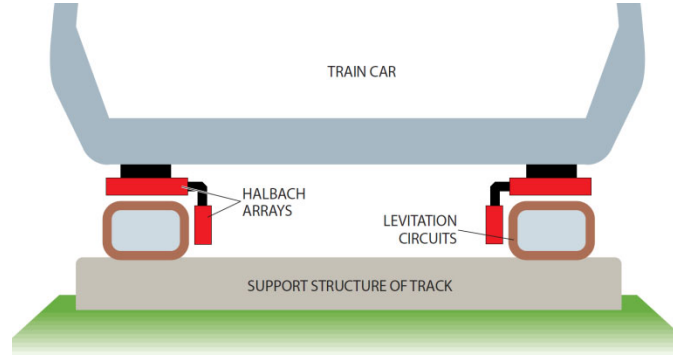 TRAIN CAR
HALBACH
ARRAYS
LEVITATION
CIRCUITS
SUPPORT STRUCTURE OF TRACK